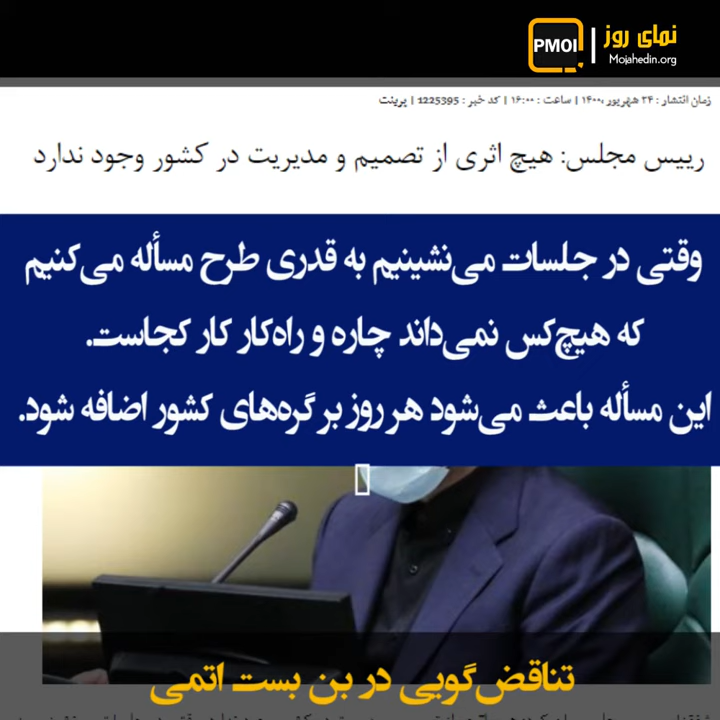 PMOI
نمای روز
Mojahedin.org
زمان انتشار : ۲۴ شهریور ،۱۴۰۰ | ساعت : ۱۶:۰۰ | کد خبر : 1225395 | پرینت
رییس مجلس: هیچ اثری از تصمیم و مدیریت در کشور وجود ندارد
وقتی در جلسات می‌نشینیم به قدری طرح مسأله می‌کنیم
که هیچ‌کس نمی‌داند چاره و راه‌کار کار کجاست.
این مسأله باعث می‌شود هر روز بر گره‌های کشور اضافه شود.
تناقض‌گویی در بن بست اتمی